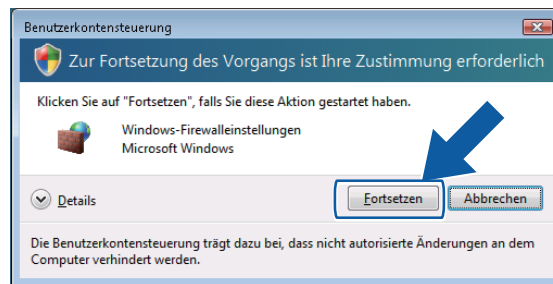 Benutzerkontensteuerung
Zur Fortsetzung des Vorgangs ist Ihre Zustimmung erforderlich
Klicken Sie auf "Fortsetzen", falls Sie diese Aktion gestartet haben.
Windows-Firewalleinstellungen
Microsoft Windows
Details
Fortsetzen
Abbrechen
Die Benutzerkontensteuerung trägt dazu bei, dass nicht autorisierte Änderungen an dem
Computer verhindert werden.